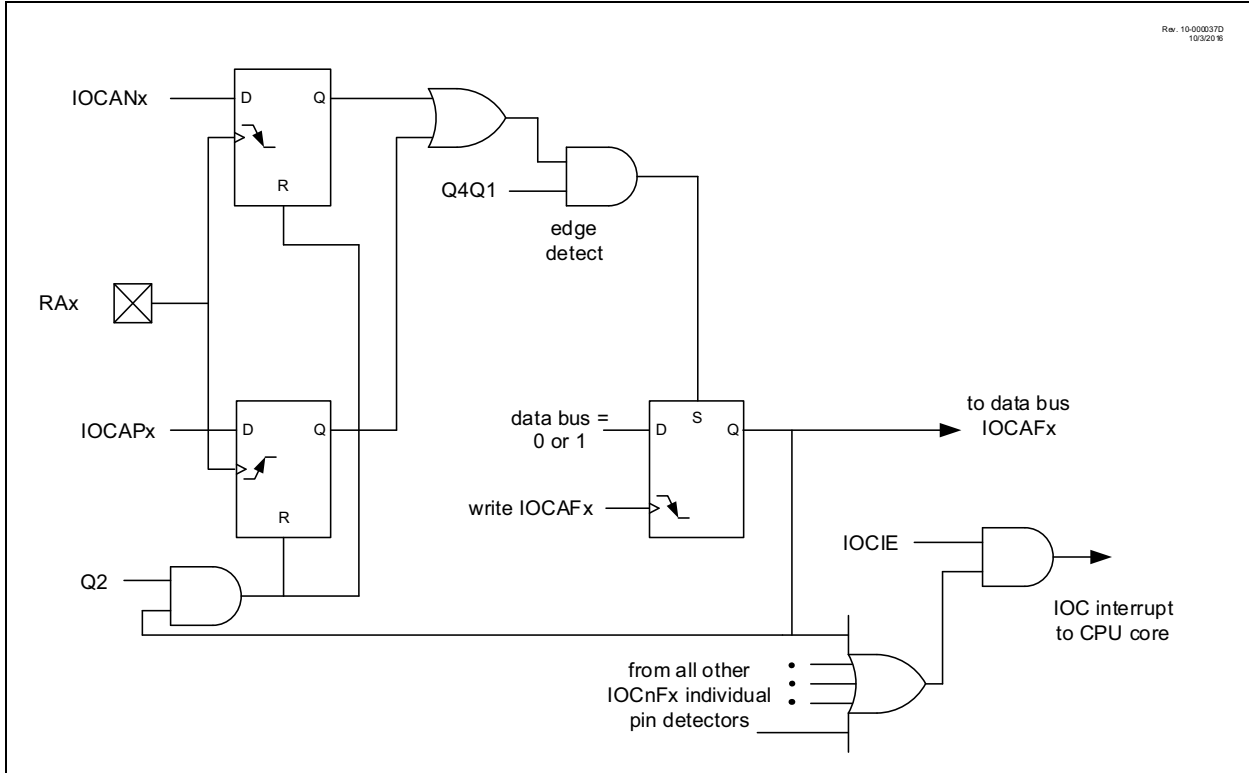 Rev. 10-000037D
10/3/2016
IOCANx
D
Q
R
Q4Q1
edge
detect
RAx
IOCAPx
D
Q
R
data bus =
0 or 1
S
D
Q
to data bus
IOCAFx
write IOCAFx
IOCIE
Q2
IOC interrupt
to CPU core
from all other
IOCnFx individual
pin detectors